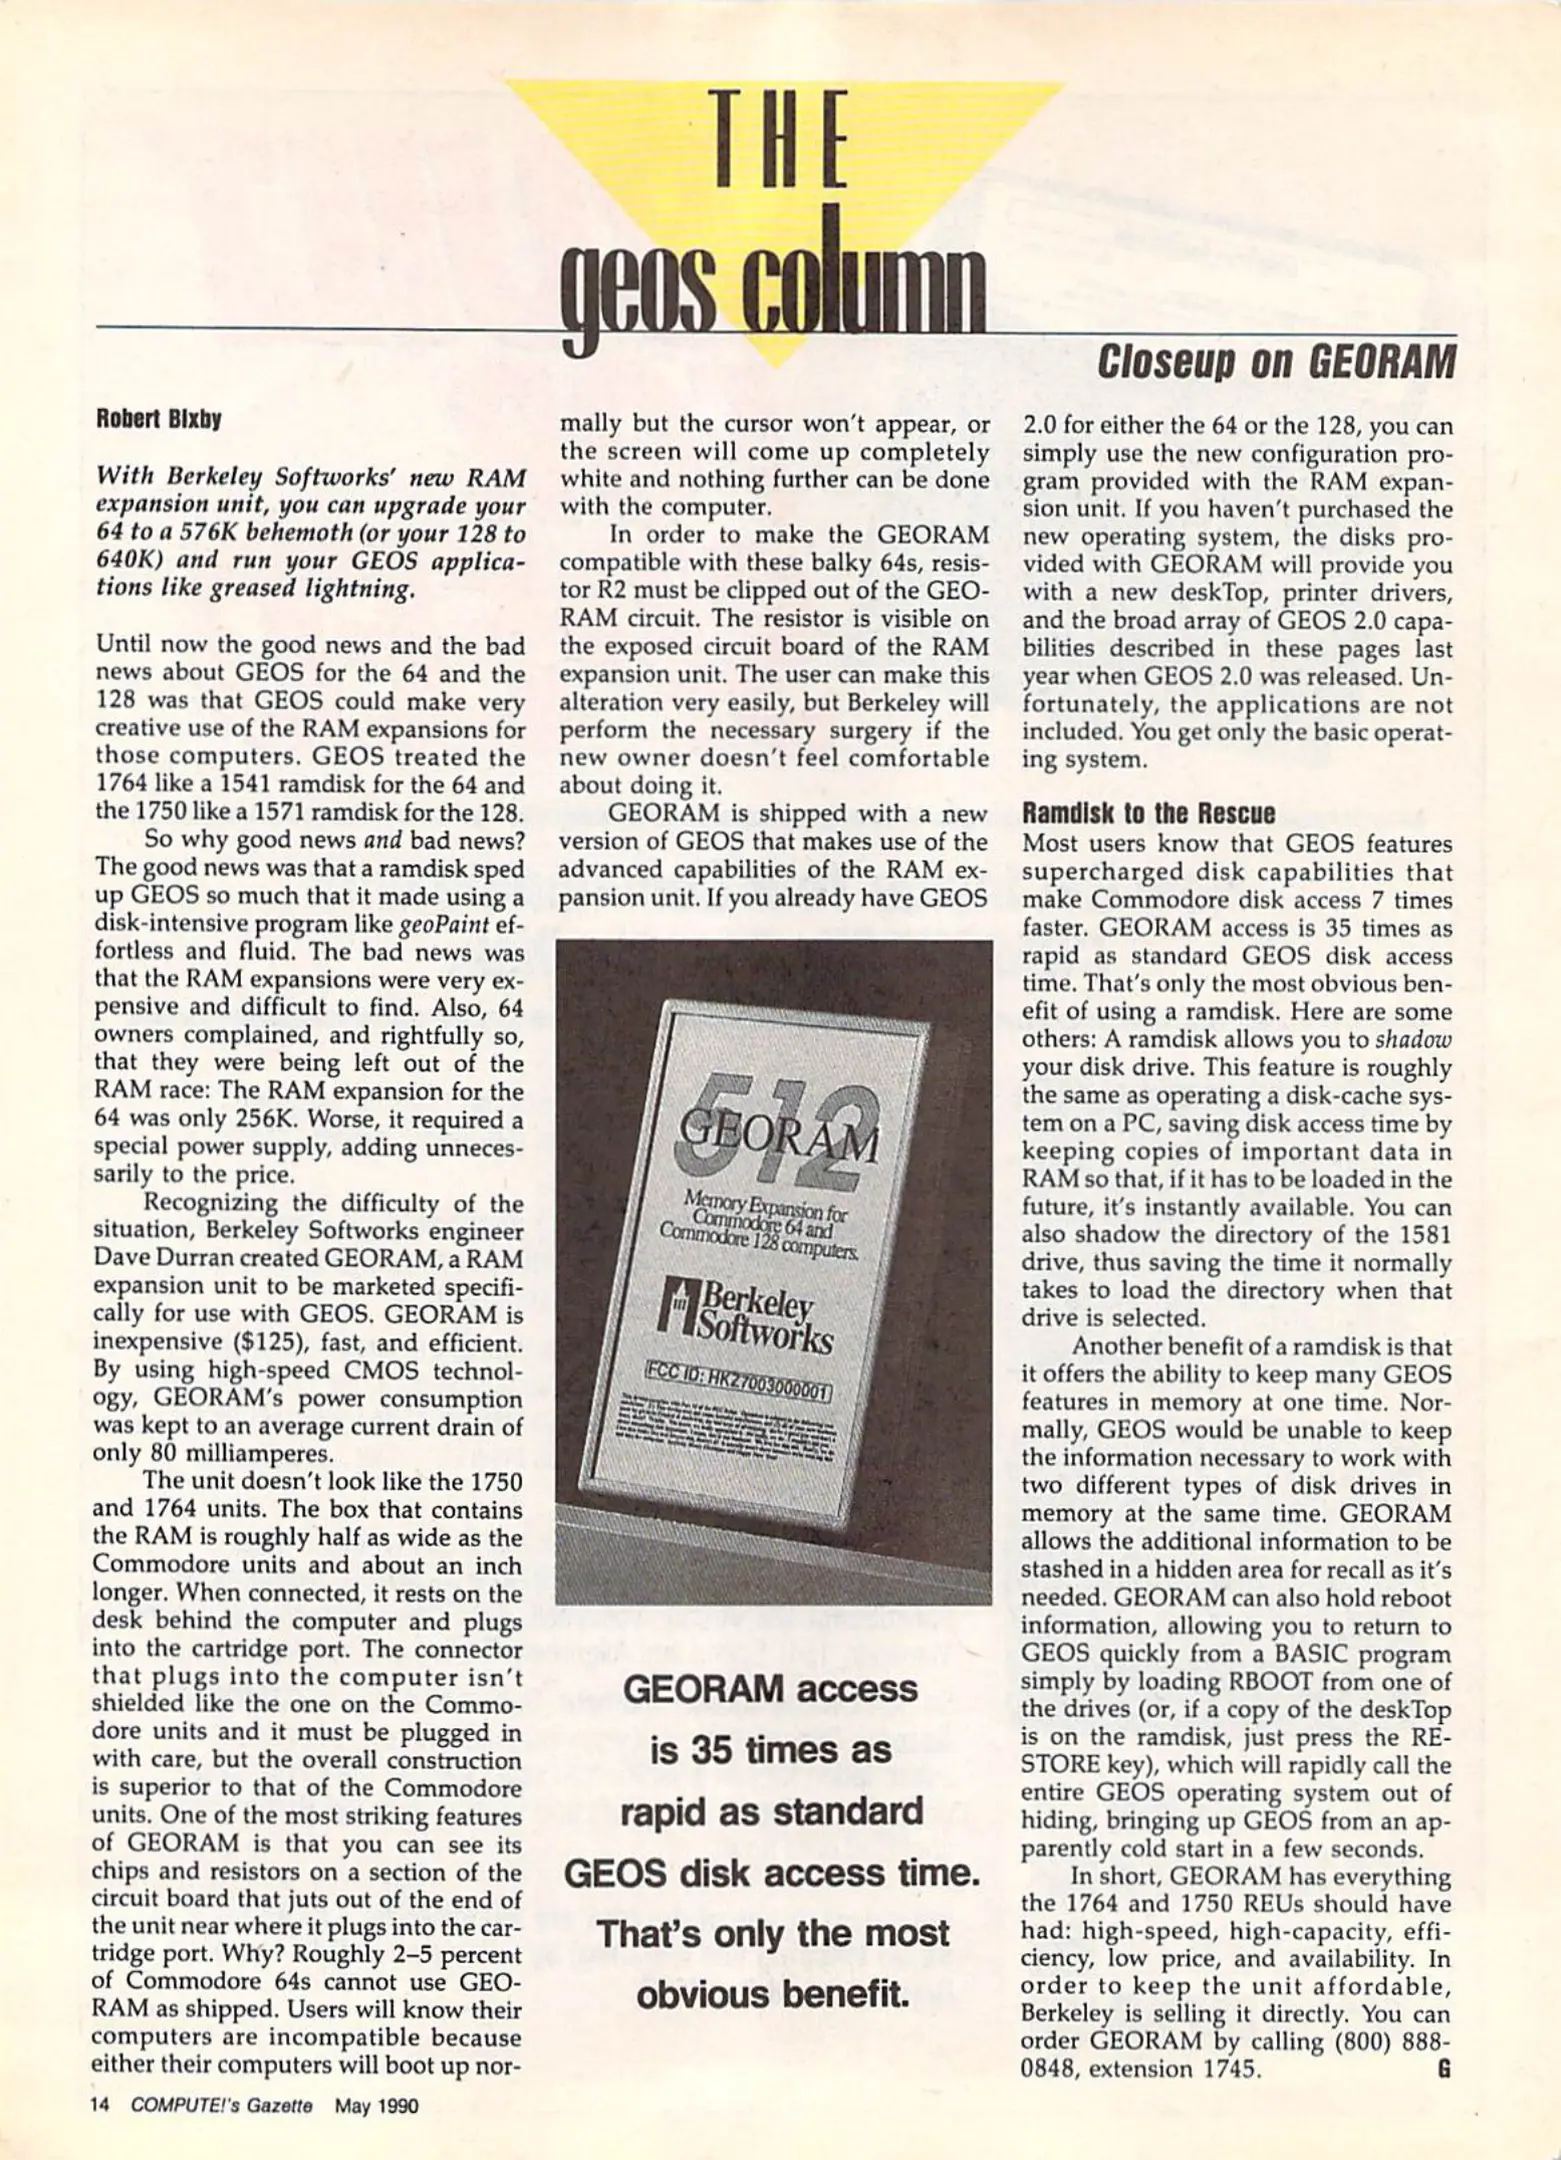 THE
geos column
Closeup on GEORAM
Robert Bixby
With Berkeley Softworks' new RAM
expansion unit, you can upgrade your
64 to a 576K behemoth (or your 128 to
640K) and run your GEOS applica-
tions like greased lightning.
Until now the good news and the bad
news about GEOS for the 64 and the
128 was that GEOS could make very
creative use of the RAM expansions for
those computers. GEOS treated the
1764 like a 1541 ramdisk for the 64 and
the 1750 like a 1571 ramdisk for the 128.
So why good news and bad news?
The good news was that a ramdisk sped
up GEOS so much that it made using a
disk-intensive program like geoPaint ef-
fortless and fluid. The bad news was
that the RAM expansions were very ex-
pensive and difficult to find. Also, 64
owners complained, and rightfully so,
that they were being left out of the
RAM race: The RAM expansion for the
64 was only 256K. Worse, it required a
special power supply, adding unneces-
sarily to the price.
Recognizing the difficulty of the
situation, Berkeley Softworks engineer
Dave Durran created GEORAM, a RAM
expansion unit to be marketed specifi-
cally for use with GEOS. GEORAM is
inexpensive ($125), fast, and efficient.
By using high-speed CMOS technol-
ogy, GEORAM's power consumption
was kept to an average current drain of
only 80 milliamperes.
The unit doesn't look like the 1750
and 1764 units. The box that contains
the RAM is roughly half as wide as the
Commodore units and about an inch
longer. When connected, it rests on the
desk behind the computer and plugs
into the cartridge port. The connector
that plugs into the computer isn't
shielded like the one on the Commo-
dore units and it must be plugged in
with care, but the overall construction
is superior to that of the Commodore
units. One of the most striking features
of GEORAM is that you can see its
chips and resistors on a section of the
circuit board that juts out of the end of
the unit near where it plugs into the car-
tridge port. Why? Roughly 2–5 percent
of Commodore 64s cannot use GEO-
RAM as shipped. Users will know their
computers are incompatible because
either their computers will boot up nor-
mally but the cursor won't appear, or
the screen will come up completely
white and nothing further can be done
with the computer.
In order to make the GEORAM
compatible with these balky 64s, resis-
tor R2 must be clipped out of the GEO-
RAM circuit. The resistor is visible on
the exposed circuit board of the RAM
expansion unit. The user can make this
alteration very easily, but Berkeley will
perform the necessary surgery if the
new owner doesn't feel comfortable
about doing it.
GEORAM is shipped with a new
version of GEOS that makes use of the
advanced capabilities of the RAM ex-
pansion unit. If you already have GEOS
512
GEORAM
Memory Expansion for
Commodore 64 and
Commodore 128 computers.
Berkeley
Softworks
FCC ID: HKZ7003000001
GEORAM access
is 35 times as
rapid as standard
GEOS disk access time.
That's only the most
obvious benefit.
2.0 for either the 64 or the 128, you can
simply use the new configuration pro-
gram provided with the RAM expan-
sion unit. If you haven't purchased the
new operating system, the disks pro-
vided with GEORAM will provide you
with a new deskTop, printer drivers,
and the broad array of GEOS 2.0 capa-
bilities described in these pages last
year when GEOS 2.0 was released. Un-
fortunately, the applications are not
included. You get only the basic operat-
ing system.
Ramdisk to the Rescue
Most users know that GEOS features
supercharged disk capabilities that
make Commodore disk access 7 times
faster. GEORAM access is 35 times as
rapid as standard GEOS disk access
time. That's only the most obvious ben-
efit of using a ramdisk. Here are some
others: A ramdisk allows you to shadow
your disk drive. This feature is roughly
the same as operating a disk-cache sys-
tem on a PC, saving disk access time by
keeping copies of important data in
RAM so that, if it has to be loaded in the
future, it's instantly available. You can
also shadow the directory of the 1581
drive, thus saving the time it normally
takes to load the directory when that
drive is selected.
Another benefit of a ramdisk is that
it offers the ability to keep many GEOS
features in memory at one time. Nor-
mally, GEOS would be unable to keep
the information necessary to work with
two different types of disk drives in
memory at the same time. GEORAM
allows the additional information to be
stashed in a hidden area for recall as it's
needed. GEORAM can also hold reboot
information, allowing you to return to
GEOS quickly from a BASIC program
simply by loading RBOOT from one of
the drives (or, if a copy of the deskTop
is on the ramdisk, just press the RE-
STORE key), which will rapidly call the
entire GEOS operating system out of
hiding, bringing up GEOS from an ap-
parently cold start in a few seconds.
In short, GEORAM has everything
the 1764 and 1750 REUs should have
had: high-speed, high-capacity, effi-
ciency, low price, and availability. In
order to keep the unit affordable,
Berkeley is selling it directly. You can
order GEORAM by calling (800) 888-
0848, extension 1745. G
14 COMPUTE!'s Gazette May 1990